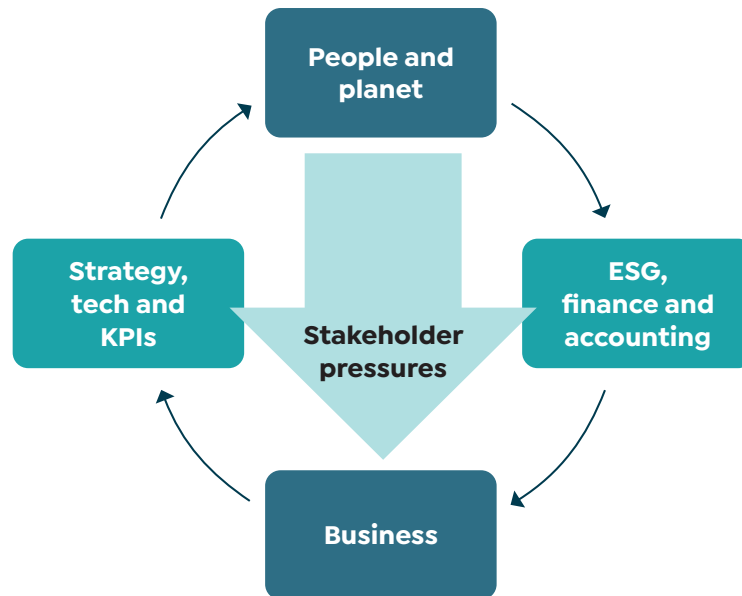 People and
planet
Strategy,
tech and
KPIs
ESG,
finance and
accounting
Stakeholder
pressures
Business